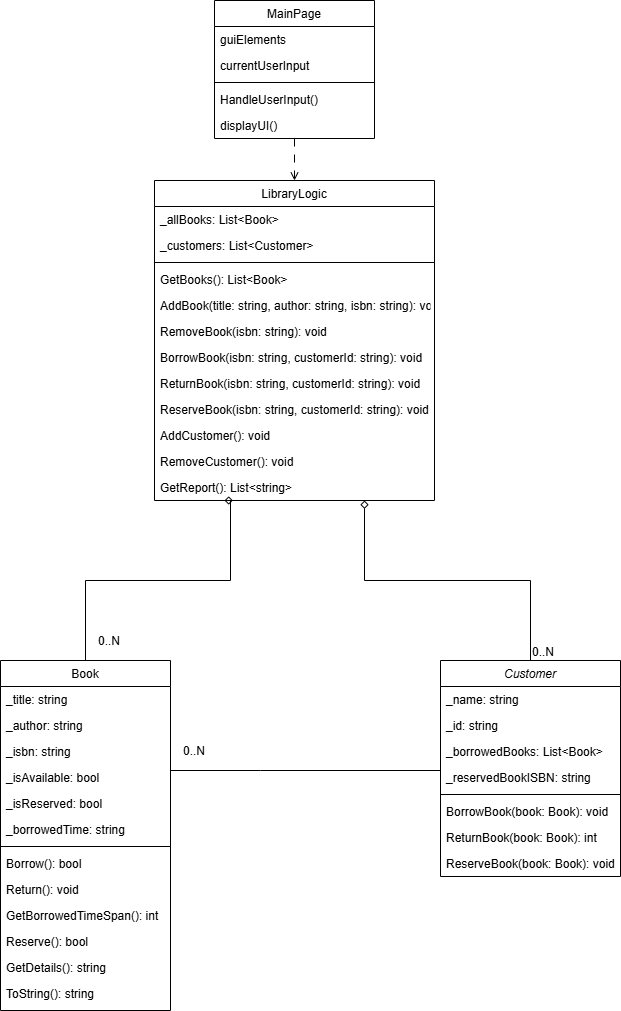 MainPage
guiElements
currentUserInput
HandleUserInput()
displayUI()
LibraryLogic
_allBooks: List<Book>
_customers: List<Customer>
GetBooks(): List<Book>
AddBook(title: string, author: string, isbn: string): vo
RemoveBook(isbn: string): void
BorrowBook(isbn: string, customerId: string): void
ReturnBook(isbn: string, customerId: string): void
ReserveBook(isbn: string, customerId: string): void
AddCustomer(): void
RemoveCustomer(): void
GetReport(): List<string>
0..N
Book
_title: string
_author: string
_isbn: string
_isAvailable: bool
_isReserved: bool
_borrowedTime: string
Borrow(): bool
Return(): void
GetBorrowedTimeSpan(): int
Reserve(): bool
GetDetails(): string
ToString(): string
0..N
0..N
Customer
_name: string
_id: string
_borrowedBooks: List<Book>
_reservedBookISBN: string
BorrowBook(book: Book): void
ReturnBook(book: Book): int
ReserveBook(book: Book): void